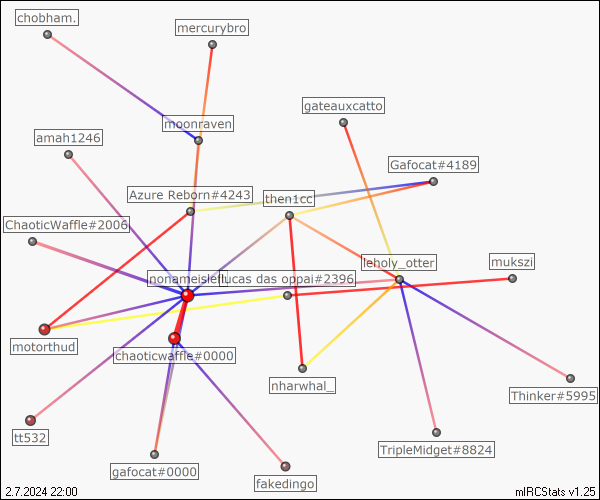 chobham.
mercurybro
gateauxcatto
moonraven
amah1246
Gafocat#4189
Azure Reborn#4243
then1cc
ChaoticWaffle#2006
leholy_otter
nonameisleft
lucas das oppai#2396
mukszi
motorthud
chaoticwaffle#0000
nharwhal_
Thinker#5995
tt532
TripleMidget#8824
gafocat#0000
fakedingo
2.7.2024 22:00
mIRCStats v1.25